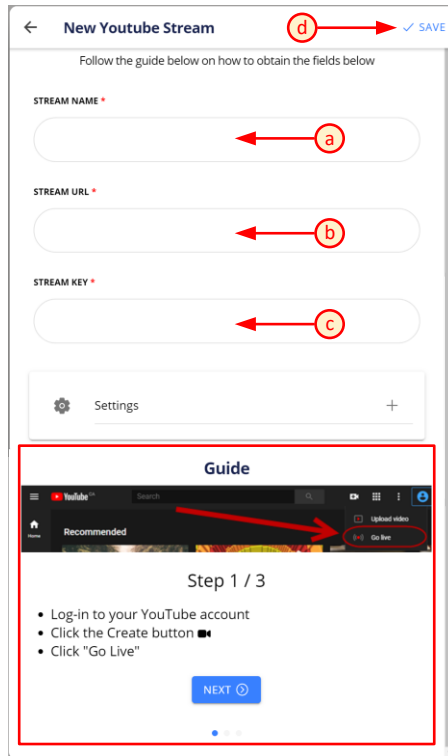 New Youtube Stream
d
SAVE
Follow the guide below on how to obtain the fields below
STREAM NAME *
a
STREAM URL *
b
STREAM KEY *
c
Settings
Guide
YouTube CA
Search
Upload video
Home
Recommended
Go live
Step 1 / 3
• Log-in to your YouTube account
• Click the Create button
• Click "Go Live"
NEXT